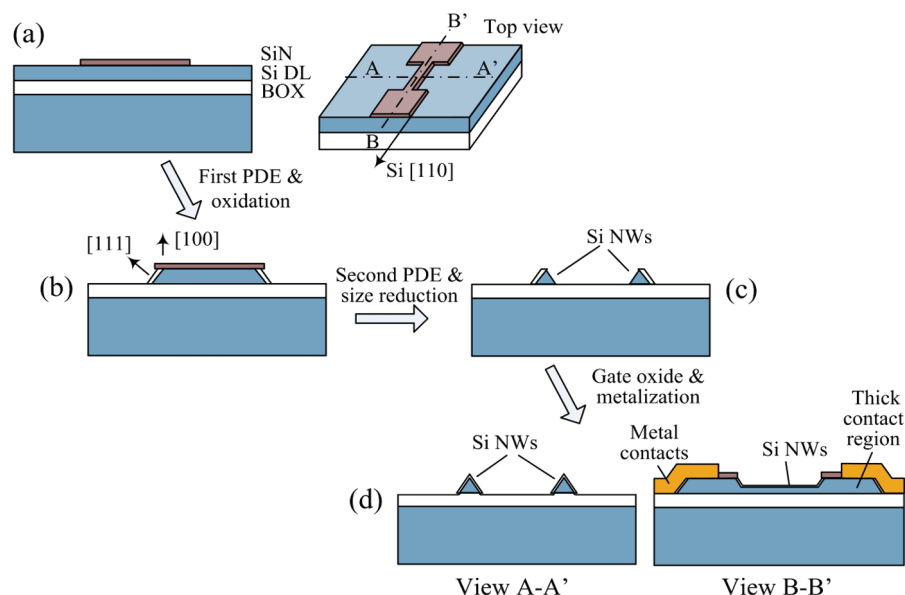 (a)
SiN
Si DL
BOX
B’
Top view
A
A’
B
Si [110]
First PDE &
oxidation
[111]
[100]
(b)
Second PDE &
size reduction
Si NWs
(c)
Gate oxide &
metalization
Si NWs
(d)
View A-A’
Metal
contacts
Si NWs
Thick
contact
region
View B-B’